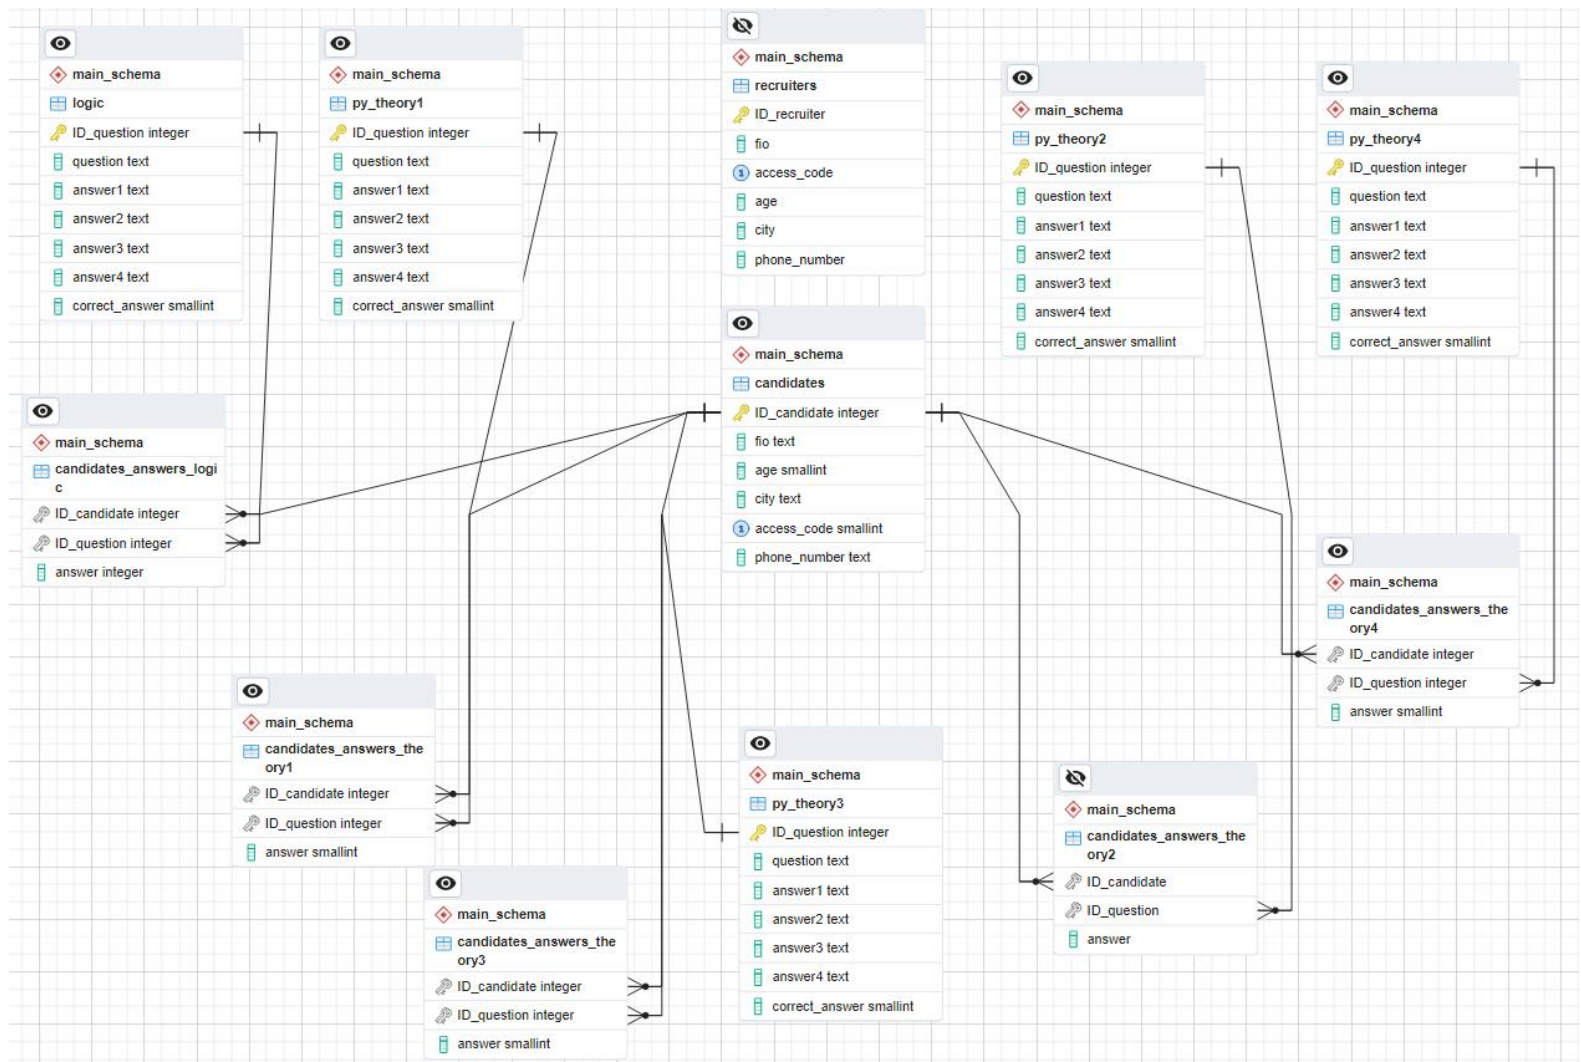 main_schema
logic
ID_question integer
question text
answer1 text
answer2 text
answer3 text
answer4 text
correct_answer smallint
main_schema
py_theory1
ID_question integer
question text
answer1 text
answer2 text
answer3 text
answer4 text
correct_answer smallint
main_schema
recruiters
ID_recruiter
fio
1 access_code
age
city
phone_number
main_schema
py_theory2
ID_question integer
question text
answer1 text
answer2 text
answer3 text
answer4 text
correct_answer smallint
main_schema
py_theory4
ID_question integer
question text
answer1 text
answer2 text
answer3 text
answer4 text
correct_answer smallint
main_schema
candidates
ID_candidate integer
fio text
age smallint
city text
1 access_code smallint
phone_number text
main_schema
candidates_answers_logi
c
ID_candidate integer
ID_question integer
answer integer
main_schema
candidates_answers_the
ory4
ID_candidate integer
ID_question integer
answer smallint
main_schema
candidates_answers_the
ory1
ID_candidate integer
ID_question integer
answer smallint
main_schema
py_theory3
ID_question integer
question text
answer1 text
answer2 text
answer3 text
answer4 text
correct_answer smallint
main_schema
candidates_answers_the
ory2
ID_candidate
ID_question
answer
main_schema
candidates_answers_the
ory3
ID_candidate integer
ID_question integer
answer smallint